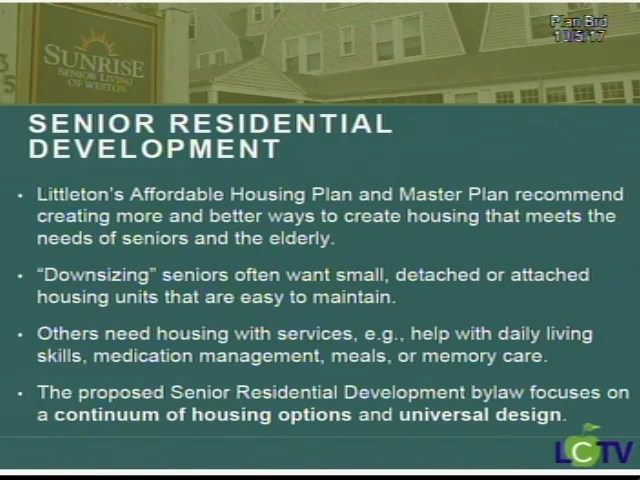 Plan Brd
10/5/17
3
5
SUNRISE
SENIOR LIVING
OF WESTON
SENIOR RESIDENTIAL
DEVELOPMENT
• Littleton's Affordable Housing Plan and Master Plan recommend
creating more and better ways to create housing that meets the
needs of seniors and the elderly.
• “Downsizing” seniors often want small, detached or attached
housing units that are easy to maintain.
• Others need housing with services, e.g., help with daily living
skills, medication management, meals, or memory care.
• The proposed Senior Residential Development bylaw focuses on
a continuum of housing options and universal design.
LCTV